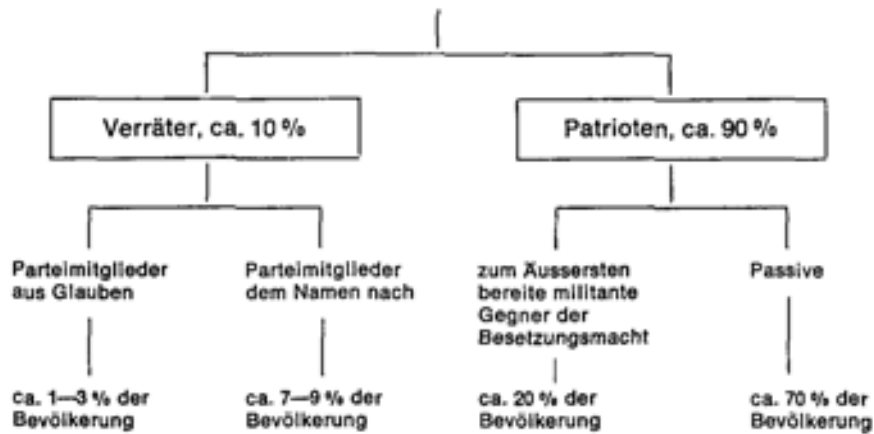 Verräter, ca. 10 %
Patrioten, ca. 90 %
Parteimitglieder
aus Glauben
Parteimitglieder
dem Namen nach
zum Äussersten
bereite militante
Gegner der
Besetzungsmacht
Passive
ca. 1—3 % der
Bevölkerung
ca. 7—9 % der
Bevölkerung
ca. 20 % der
Bevölkerung
ca. 70 % der
Bevölkerung